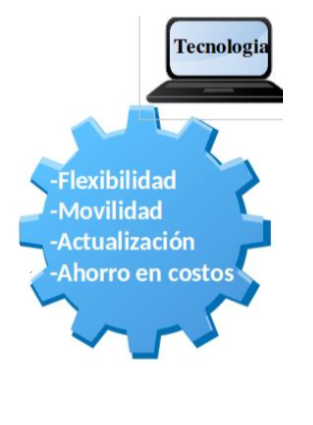 Tecnologia
-Flexibilidad
-Movilidad
-Actualización
-Ahorro en costos